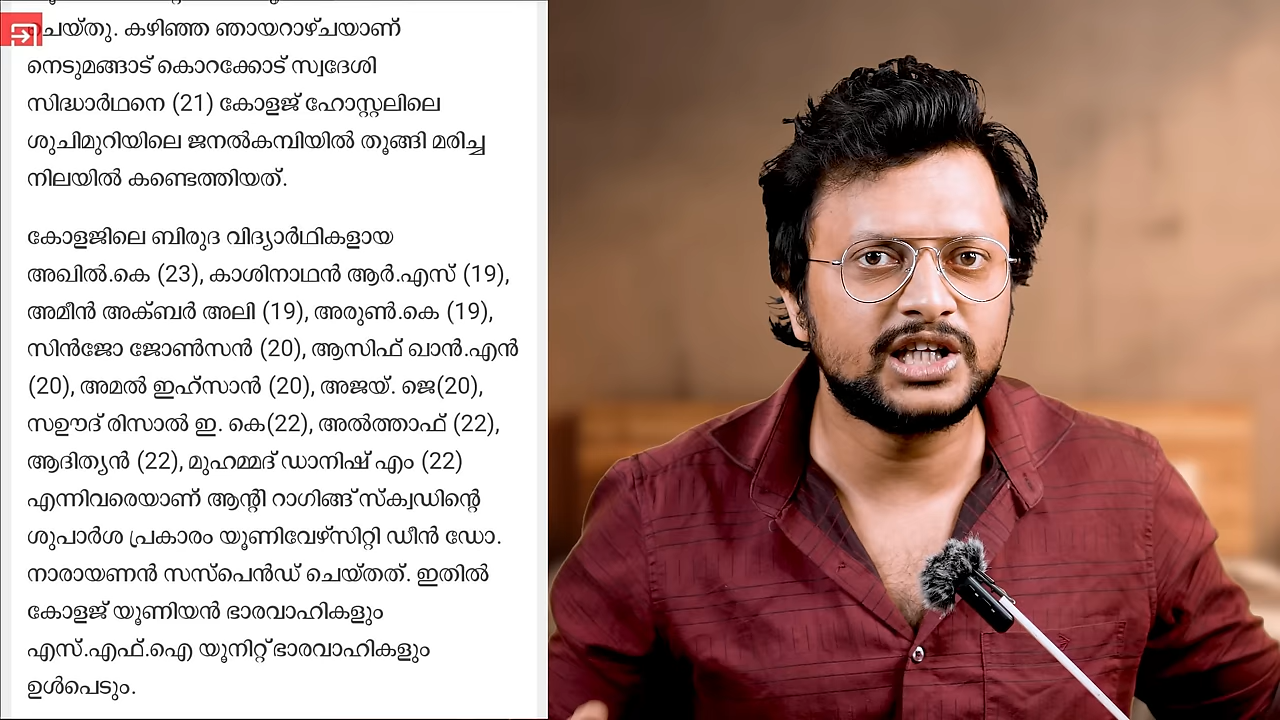 ചെയ്തു. കഴിഞ്ഞ ഞായറാഴ്ചയാണ്
നെടുമങ്ങാട് കൊറക്കോട് സ്വദേശി
സിദ്ധാർഥനെ (21) കോളജ് ഹോസ്റ്റലിലെ
ശുചിമുറിയിലെ ജനൽകമ്പിയിൽ തൂങ്ങി മരിച്ച
നിലയിൽ കണ്ടെത്തിയത്.
കോളജിലെ ബിരുദ വിദ്യാർഥികളായ
അഖിൽ.കെ (23), കാശിനാഥൻ ആർ.എസ് (19),
അമീൻ അക്ബർ അലി (19), അരുൺ.കെ (19),
സിൻജോ ജോൺസൻ (20), ആസിഫ് ഖാൻ.എൻ
(20), അമൽ ഇഹ്സാൻ (20), അജയ്. ജെ(20),
സഊദ് രിസാൽ ഇ. കെ(22), അൽത്താഫ് (22),
ആദിത്യൻ (22), മുഹമ്മദ് ഡാനിഷ് എം (22)
എന്നിവരെയാണ് ആന്റി റാഗിങ്ങ് സ്ക്വഡിന്റെ
ശുപാർശ പ്രകാരം യൂണിവേഴ്സിറ്റി ഡീൻ ഡോ.
നാരായണൻ സസ്പെൻഡ് ചെയ്തത്. ഇതിൽ
കോളജ് യൂണിയൻ ഭാരവാഹികളും
എസ്.എഫ്.ഐ യൂനിറ്റ് ഭാരവാഹികളും
ഉൾപെടും.